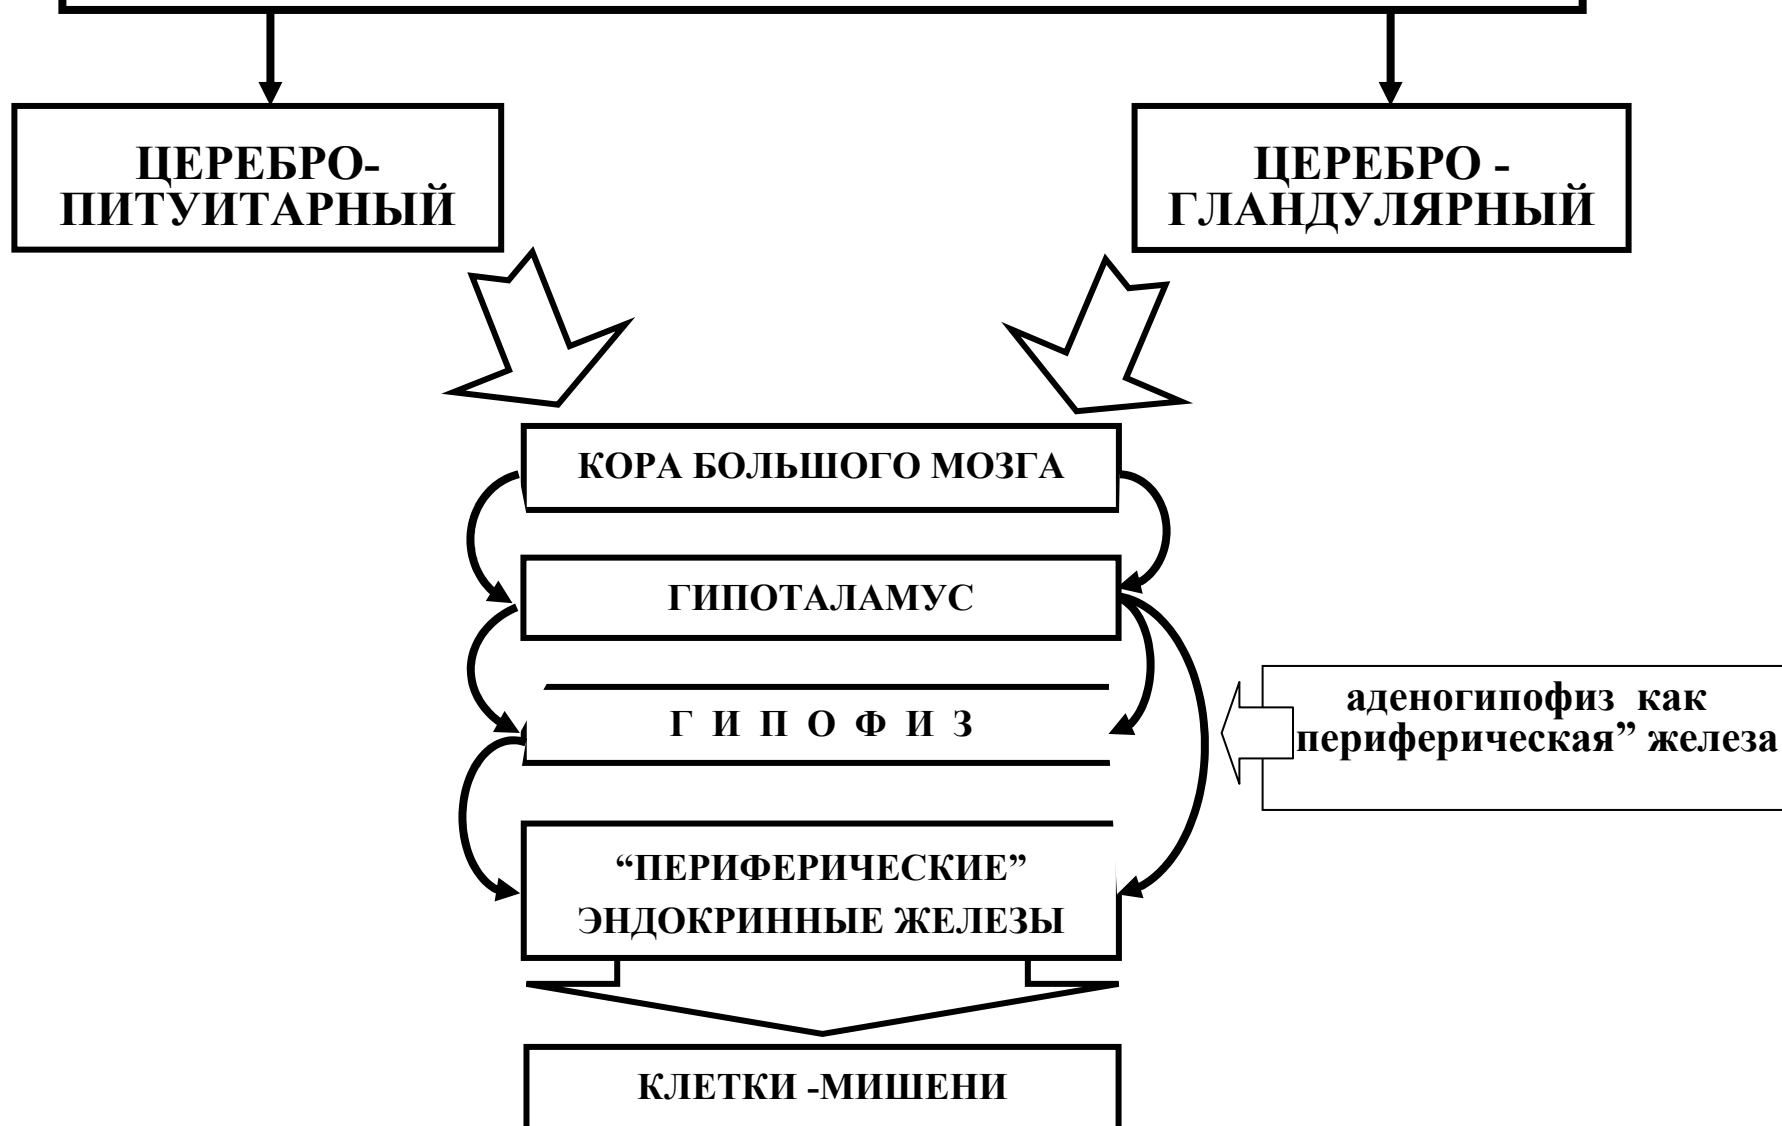 ЦЕРЕБРО-
ПИТУИТАРНЫЙ
ЦЕРЕБРО -
ГЛАНДУЛЯРНЫЙ
КОРА БОЛЬШОГО МОЗГА
ГИПОТАЛАМУС
Г И П О Ф И З
аденогипофиз как
периферическая” железа
“ПЕРИФЕРИЧЕСКИЕ”
ЭНДОКРИННЫЕ ЖЕЛЕЗЫ
КЛЕТКИ -МИШЕНИ